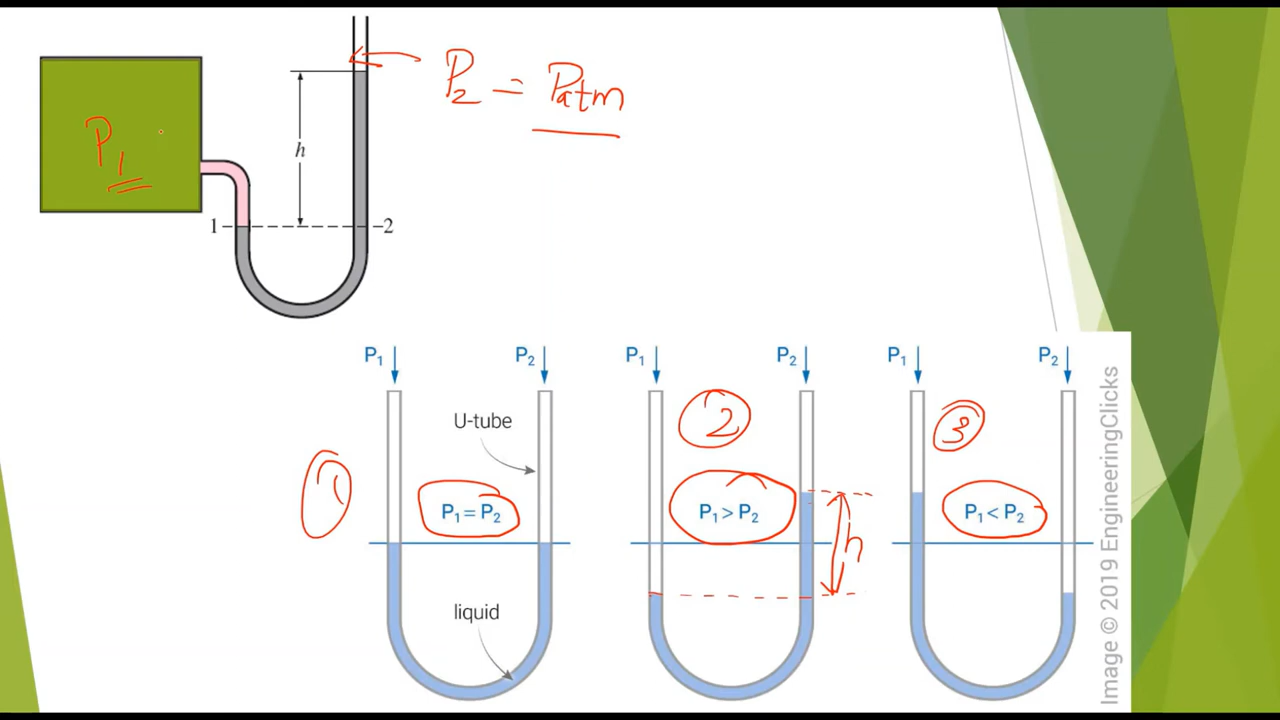 P2 = Patm
P1
h
1
2
P1
P2
P1
P2
P1
P2
U-tube
1
2
3
P1 = P2
P1 > P2
P1 < P2
h
liquid
Image © 2019 EngineeringClicks